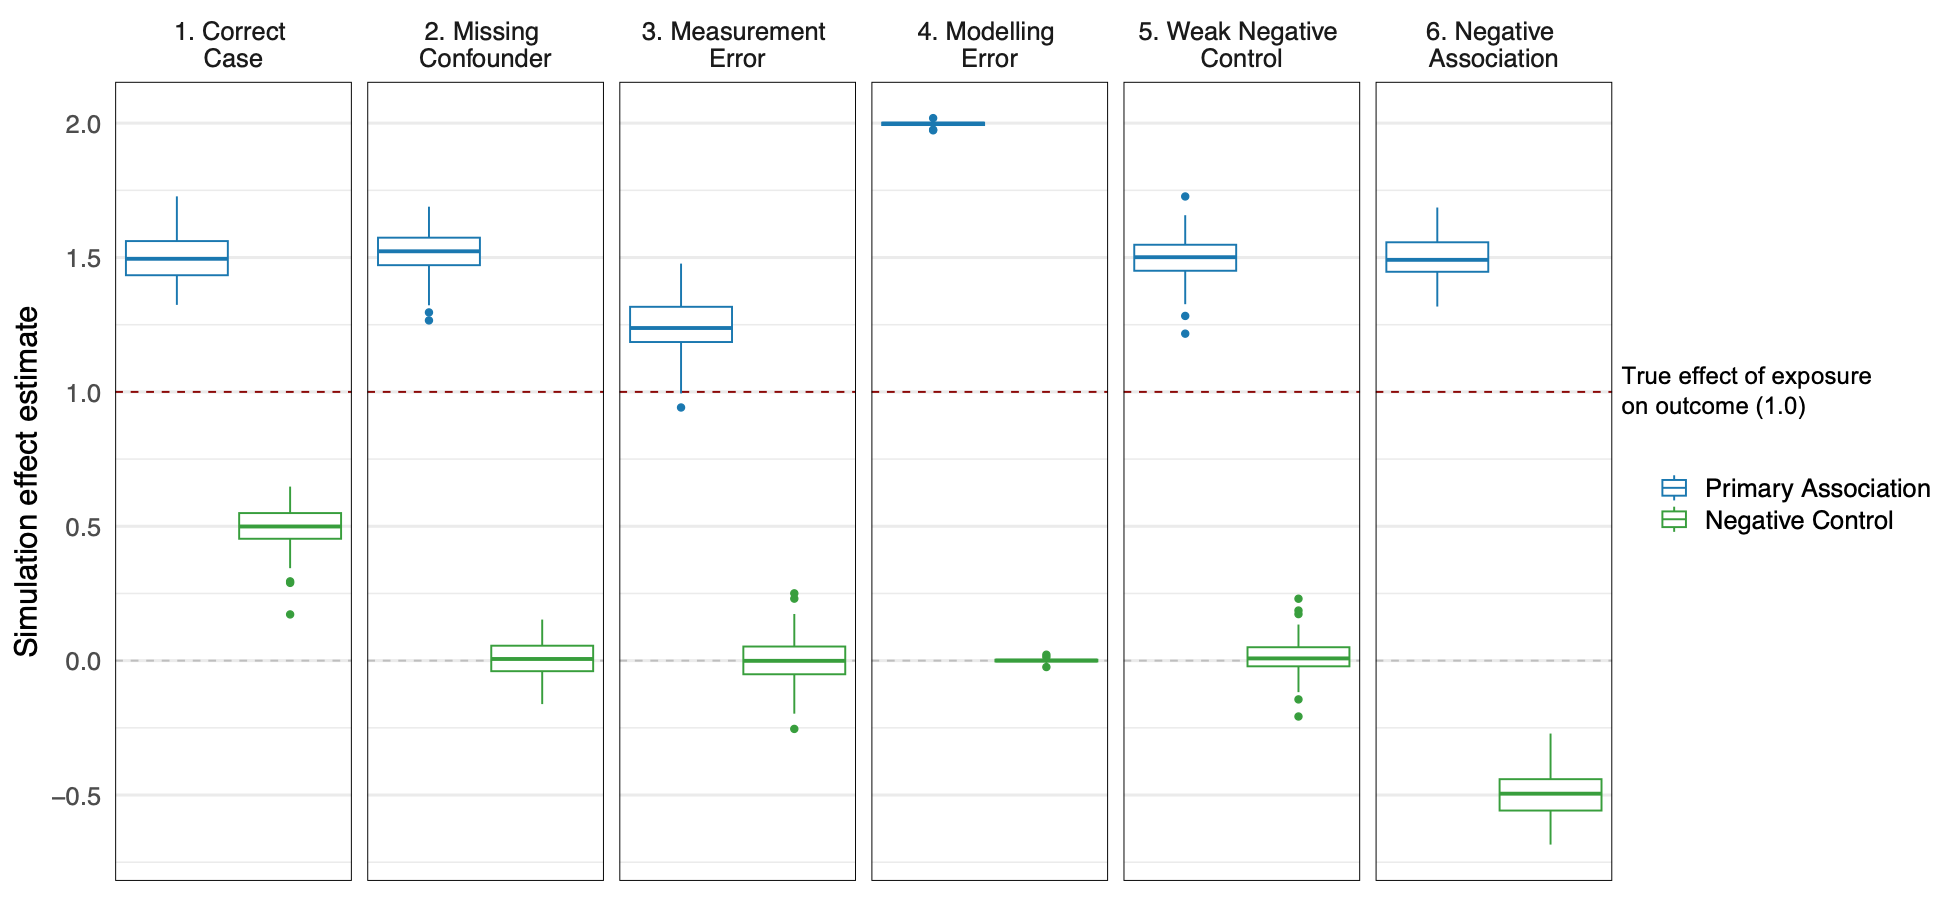 1. Correct
Case
2. Missing
Confounder
3. Measurement
Error
4. Modelling
Error
5. Weak Negative
Control
6. Negative
Association
2.0
1.5
1.0
0.5
0.0
−0.5
Simulation effect estimate
True effect of exposure
on outcome (1.0)
Primary Association
Negative Control